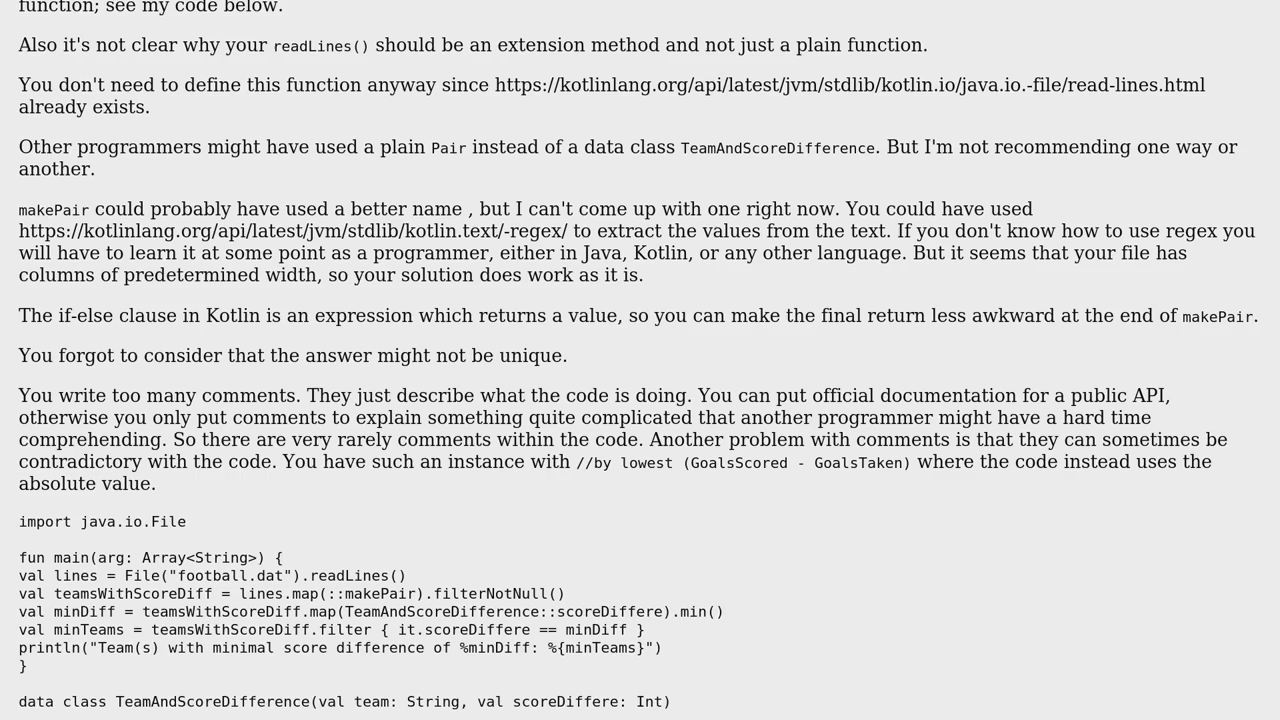 function; see my code below.
Also it's not clear why your readLines() should be an extension method and not just a plain function.
You don't need to define this function anyway since https://kotlinlang.org/api/latest/jvm/stdlib/kotlin.io/java.io.-file/read-lines.html
already exists.
Other programmers might have used a plain Pair instead of a data class TeamAndScoreDifference. But I'm not recommending one way or
another.
makePair could probably have used a better name , but I can't come up with one right now. You could have used
https://kotlinlang.org/api/latest/jvm/stdlib/kotlin.text/-regex/ to extract the values from the text. If you don't know how to use regex you
will have to learn it at some point as a programmer, either in Java, Kotlin, or any other language. But it seems that your file has
columns of predetermined width, so your solution does work as it is.
The if-else clause in Kotlin is an expression which returns a value, so you can make the final return less awkward at the end of makePair.
You forgot to consider that the answer might not be unique.
You write too many comments. They just describe what the code is doing. You can put official documentation for a public API,
otherwise you only put comments to explain something quite complicated that another programmer might have a hard time
comprehending. So there are very rarely comments within the code. Another problem with comments is that they can sometimes be
contradictory with the code. You have such an instance with //by lowest (GoalsScored - GoalsTaken) where the code instead uses the
absolute value.
import java.io.File
fun main(arg: Array<String>) {
val lines = File("football.dat").readLines()
val teamsWithScoreDiff = lines.map(::makePair).filterNotNull()
val minDiff = teamsWithScoreDiff.map(TeamAndScoreDifference::scoreDiffere).min()
val minTeams = teamsWithScoreDiff.filter { it.scoreDiffere == minDiff }
println("Team(s) with minimal score difference of %minDiff: %{minTeams}")
}
data class TeamAndScoreDifference(val team: String, val scoreDiffere: Int)